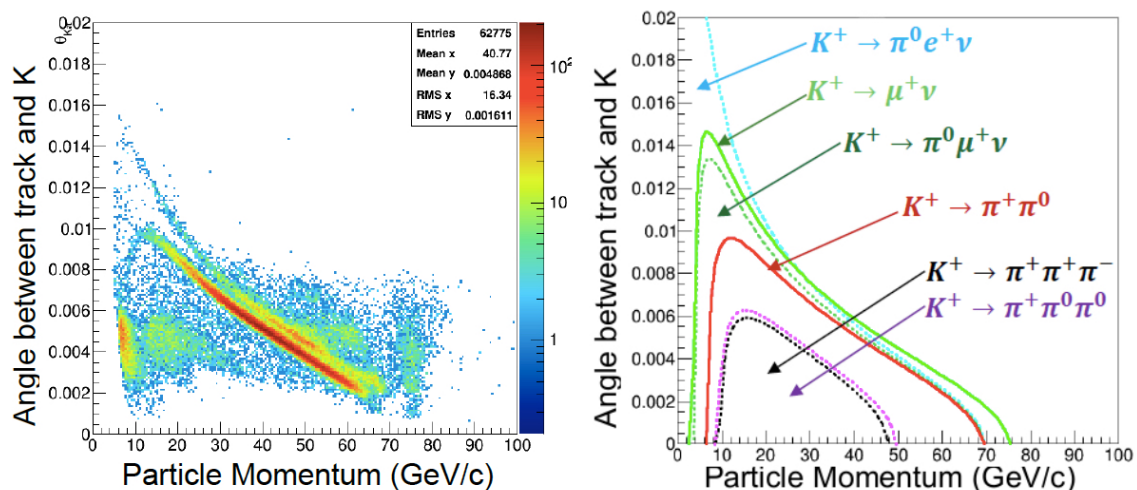 Angle between track and K
0.02
0.018
0.016
0.014
0.012
0.01
0.008
0.006
0.004
0.002
0
Entries 62775
Mean x 40.77
Mean y 0.004868
RMS x 16.34
RMS y 0.001611
10²
10
1
0 10 20 30 40 50 60 70 80 90 100
Particle Momentum (GeV/c)
Angle between track and K
0.02
0.018
0.016
0.014
0.012
0.01
0.008
0.006
0.004
0.002
0
K⁺ → π⁰e⁺ν
K⁺ → μ⁺ν
K⁺ → π⁰μ⁺ν
K⁺ → π⁺π⁰
K⁺ → π⁺π⁺π⁻
K⁺ → π⁺π⁰π⁰
0 10 20 30 40 50 60 70 80 90 100
Particle Momentum (GeV/c)